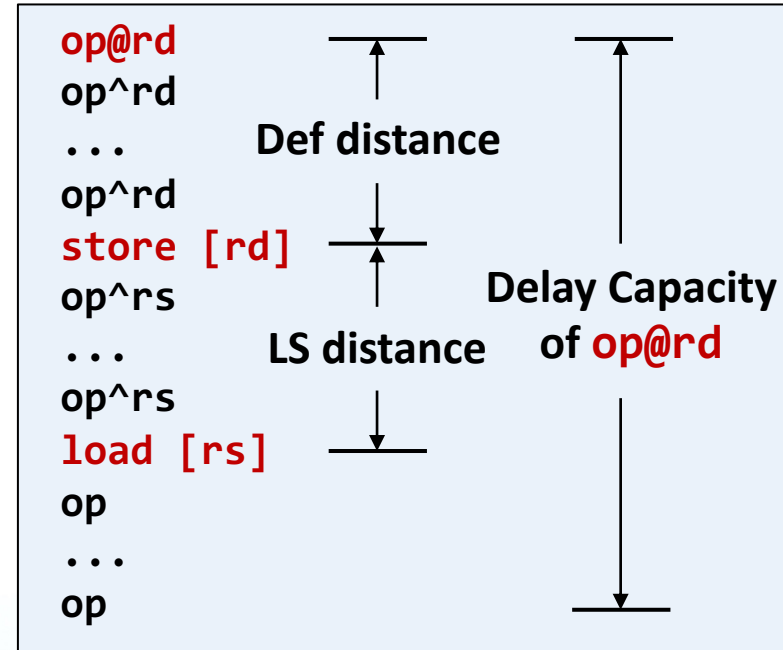 op@rd
op^rd
...
op^rd
store [rd]
op^rs
...
op^rs
load [rs]
op
...
op
Def distance
LS distance
Delay Capacity
of op@rd